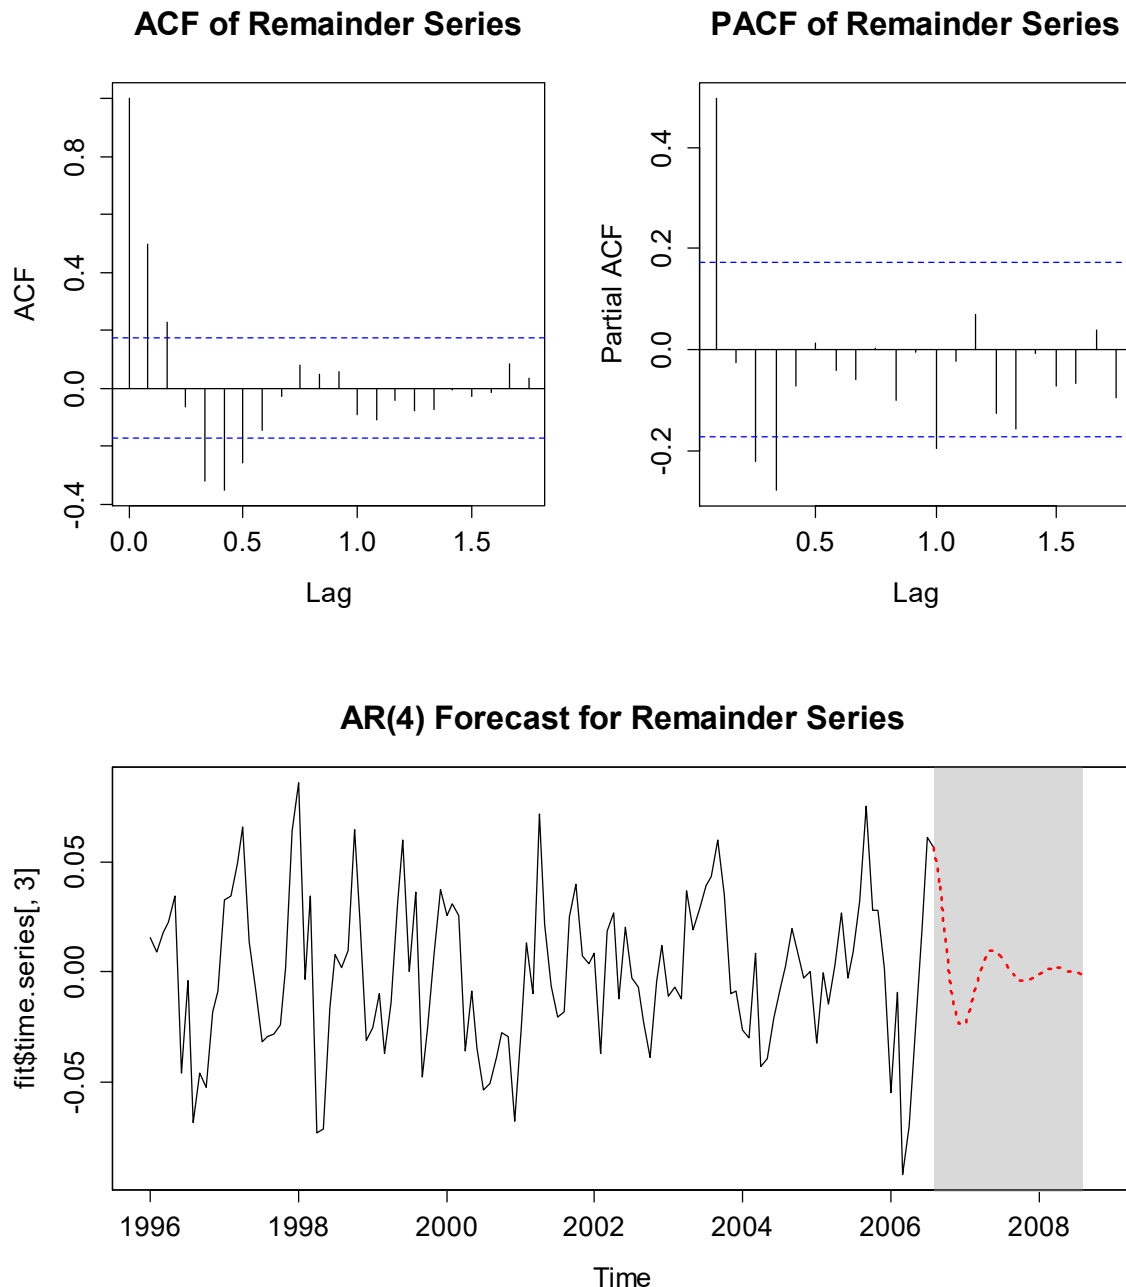 ACF of Remainder Series
PACF of Remainder Series
ACF
-0.4
0.0
0.4
0.8
0.0 0.5 1.0 1.5
Lag
Partial ACF
-0.2
0.0
0.2
0.4
0.5 1.0 1.5
Lag
AR(4) Forecast for Remainder Series
fit$time.series[, 3]
-0.05
0.00
0.05
1996 1998 2000 2002 2004 2006 2008
Time